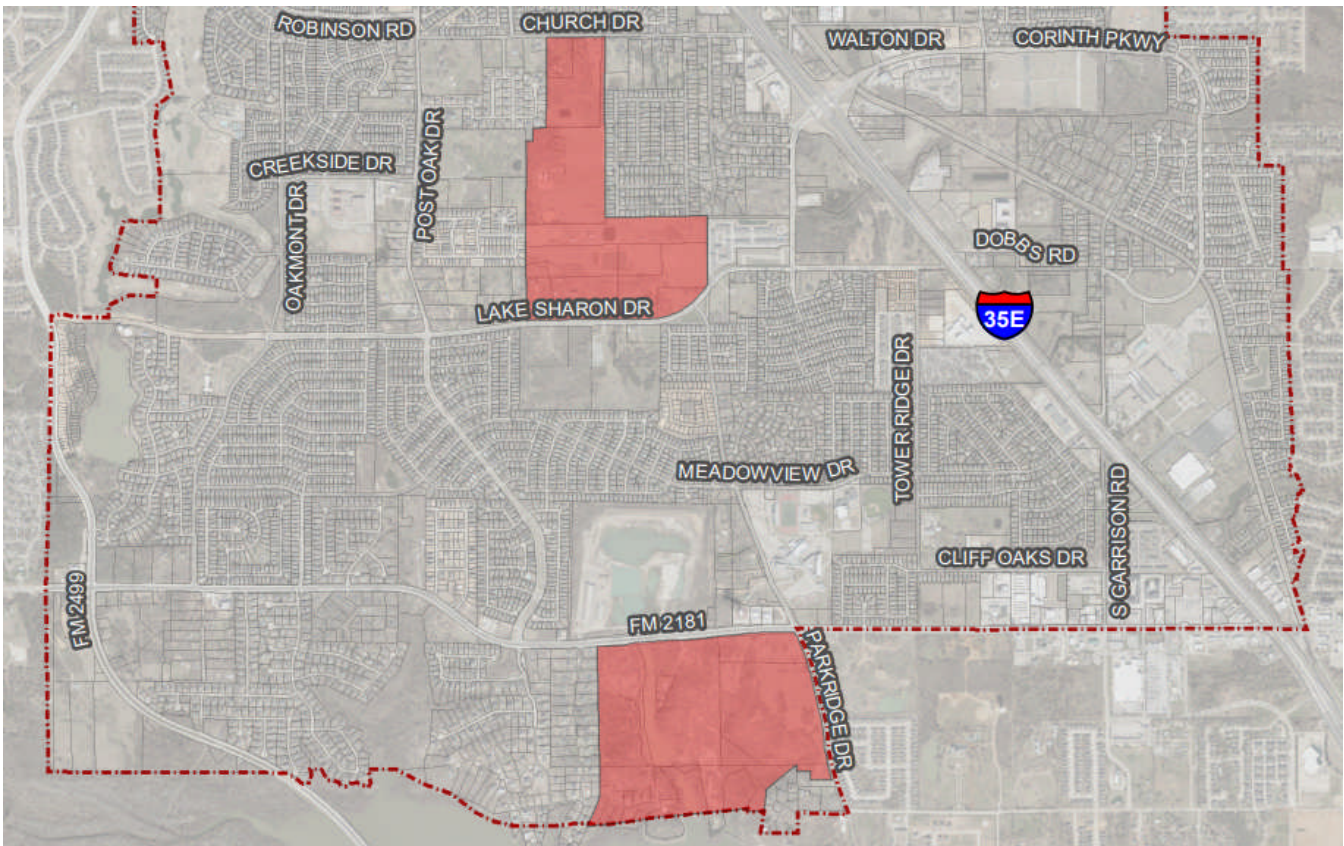 ROBINSON RD
CHURCH DR
WALTON DR
CORINTH PKWY
CREEKSIDE DR
OAKMONT DR
POST OAK DR
DOBBS RD
LAKE SHARON DR
35E
TOWER RIDGE DR
MEADOWVIEW DR
S GARRISON RD
CLIFF OAKS DR
FM 2499
FM 2181
PARKRIDGE DR